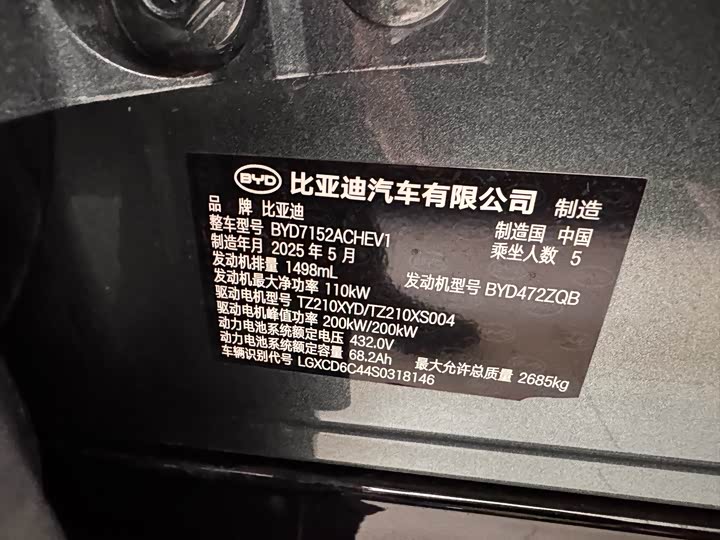 BYD 比亚迪汽车有限公司 制造
品 牌 比亚迪 制造国 中国
整车型号 BYD7152ACHEV1 乘坐人数 5
制造年月 2025 年 5 月
发动机排量 1498mL 发动机型号 BYD472ZQB
发动机最大净功率 110kW
驱动电机型号 TZ210XYD/TZ210XS004
驱动电机峰值功率 200kW/200kW
动力电池系统额定电压 432.0V
动力电池系统额定容量 68.2Ah 最大允许总质量 2685kg
车辆识别代号 LGXCD6C44S0318146